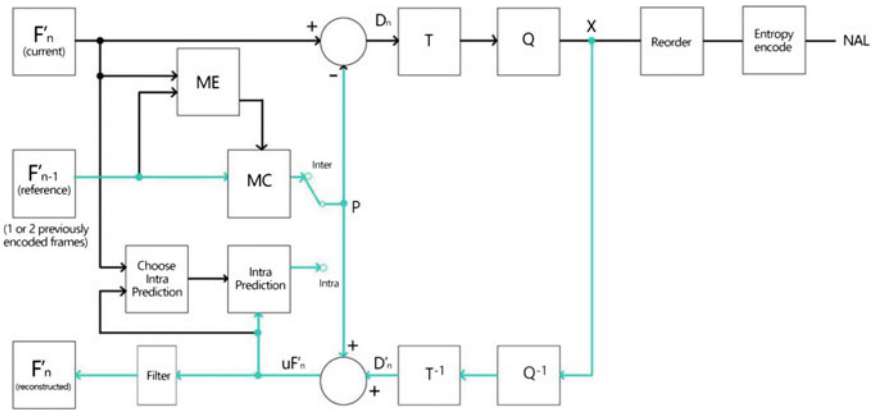 F'n
(current)
+
Dn
T
Q
X
Reorder
Entropy
encode
NAL
ME
-
F'n-1
(reference)
(1 or 2 previously
encoded frames)
MC
Inter
P
Choose
Intra
Prediction
Intra
Prediction
Intra
F'n
(reconstructed)
Filter
uF'n
+
+
D'n
T-1
Q-1